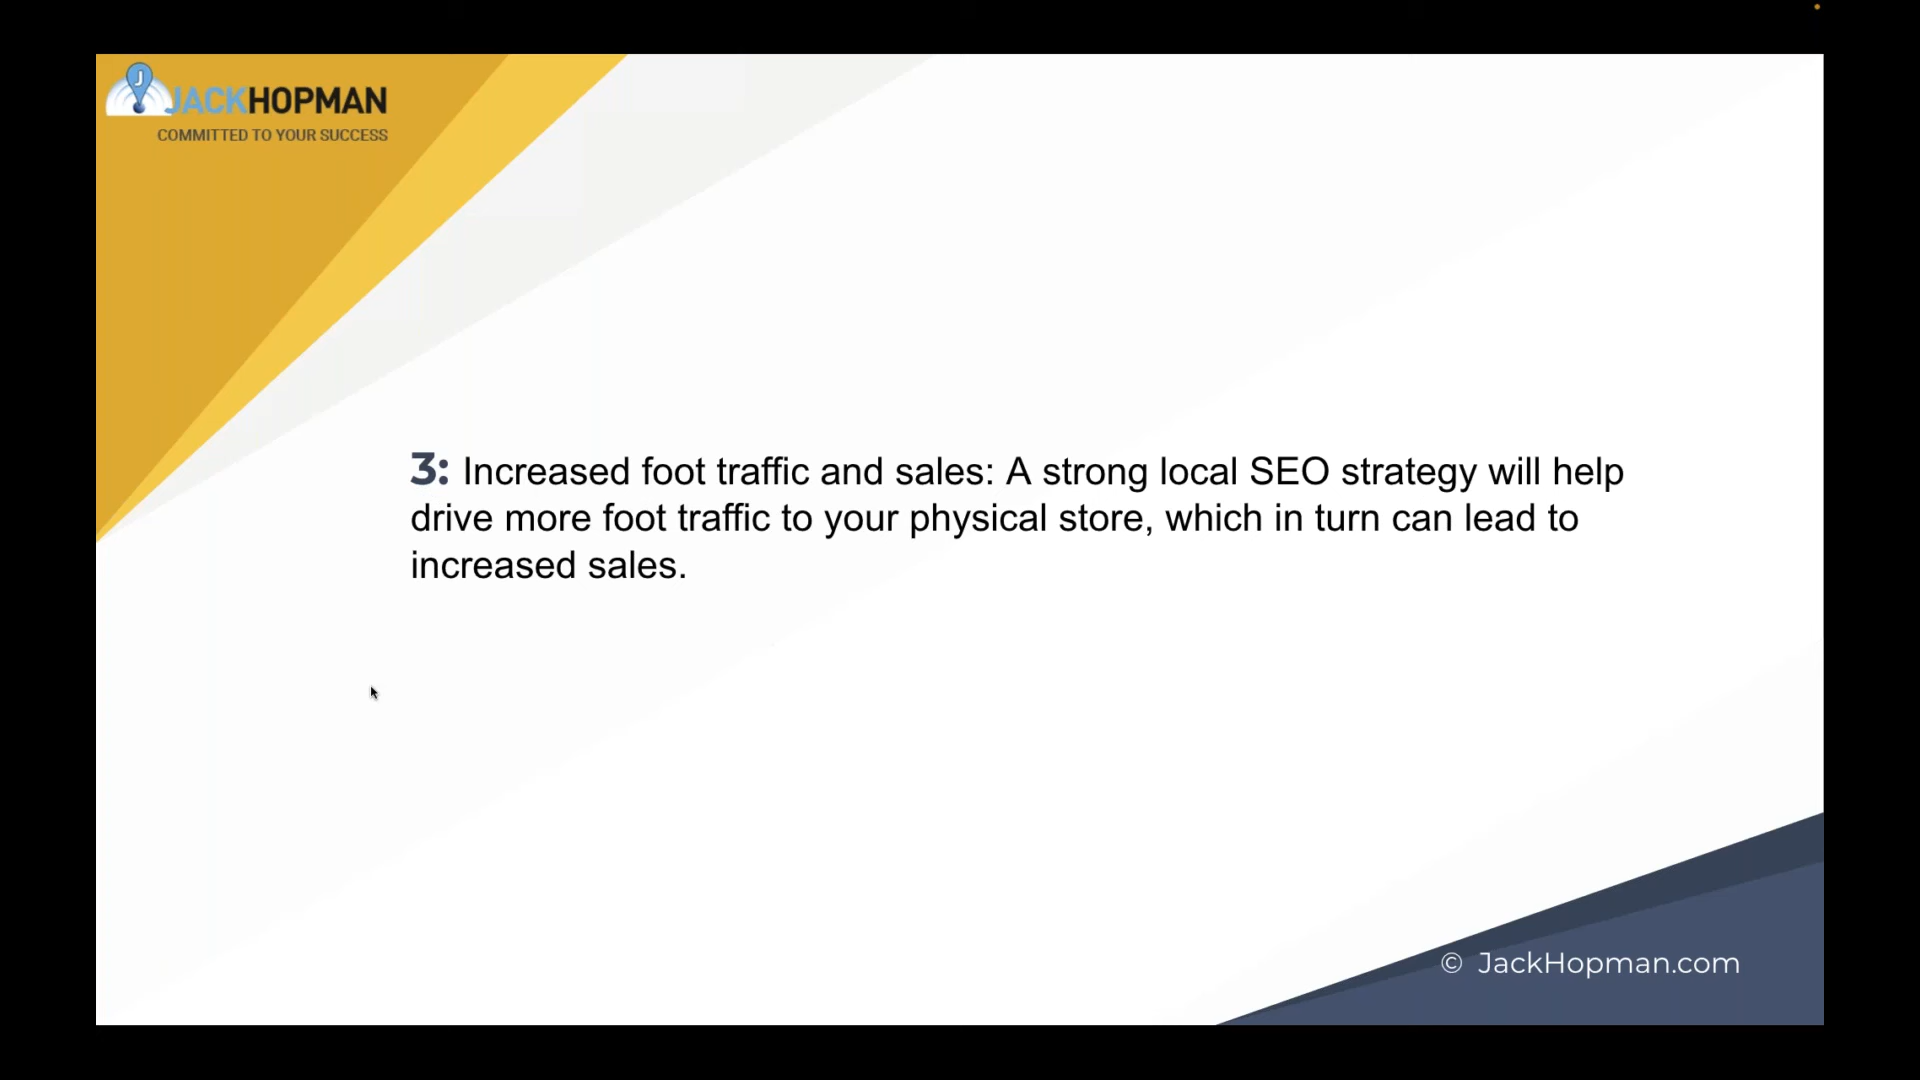 J
JACKHOPMAN
COMMITTED TO YOUR SUCCESS
3: Increased foot traffic and sales: A strong local SEO strategy will help
drive more foot traffic to your physical store, which in turn can lead to
increased sales.
© JackHopman.com